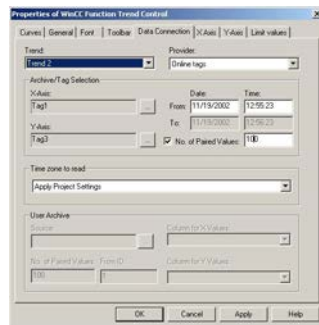 Properties of WinCC Function Trend Control
Curves General Font Toolbar Data Connection X Axis Y-Axis Limit values
Trend: Provider:
Trend 2 Online tags
Archive/Tag Selection
X-Axis: Date: Time:
Tag1 ... From: 11/19/2002 12:55:23
Y-Axis: To: 11/19/2002 12:56:23
Tag3 ... No. of Paired Values: 100
Time zone to read
Apply Project Settings
User Archive
Source: Column for X Values:
No. of Paired Values: From ID: Column for Y Values:
100 1
OK Cancel Apply Help